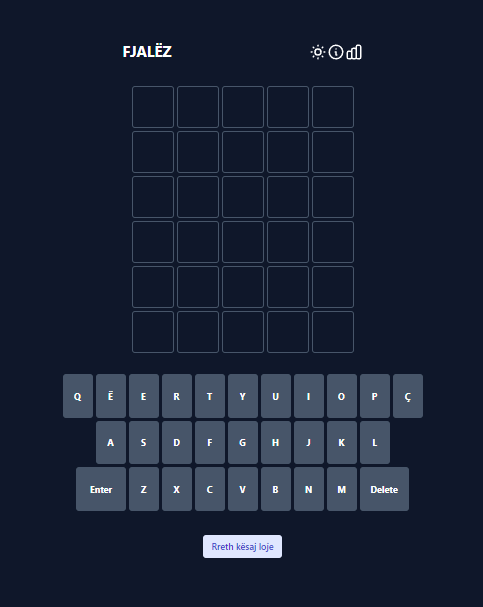 FJALËZ
Q Ë E R T Y U I O P Ç
A S D F G H J K L
Enter Z X C V B N M Delete
Rreth kësaj loje